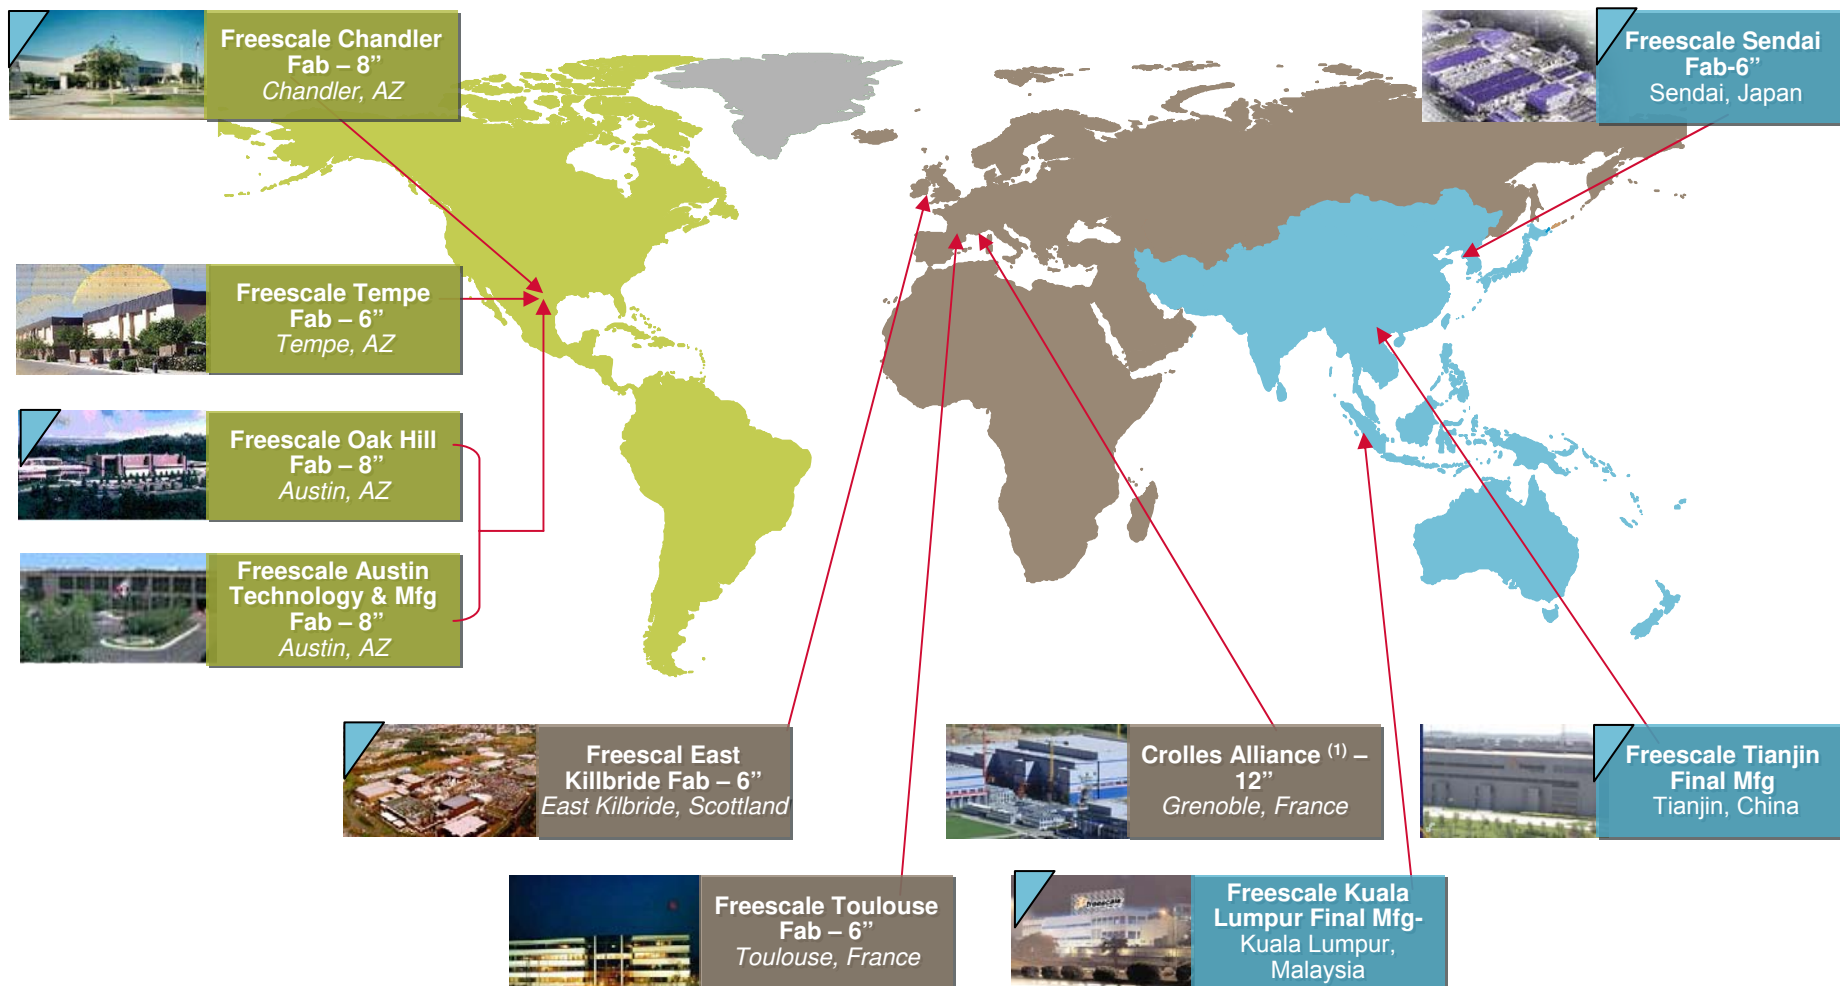 Freescale Chandler
Fab – 8”
Chandler, AZ
Freescale Sendai
Fab-6”
Sendai, Japan
Freescale Tempe
Fab – 6”
Tempe, AZ
Freescale Oak Hill
Fab – 8”
Austin, AZ
Freescale Austin
Technology & Mfg
Fab – 8”
Austin, AZ
Freescal East
Killbride Fab – 6”
East Kilbride, Scottland
Crolles Alliance (1) –
12”
Grenoble, France
Freescale Tianjin
Final Mfg
Tianjin, China
Freescale Toulouse
Fab – 6”
Toulouse, France
freescale
Freescale Kuala
Lumpur Final Mfg-
Kuala Lumpur,
Malaysia